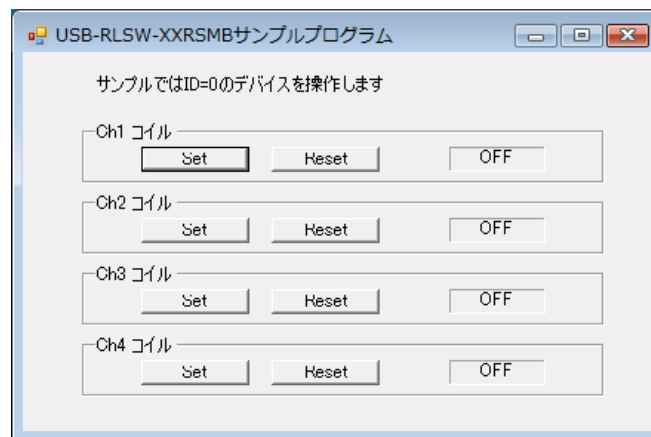 USB-RLSW-XXRSMBサンプルプログラム
サンプルではID=0のデバイスを操作します
Ch1 コイル
Set Reset OFF
Ch2 コイル
Set Reset OFF
Ch3 コイル
Set Reset OFF
Ch4 コイル
Set Reset OFF